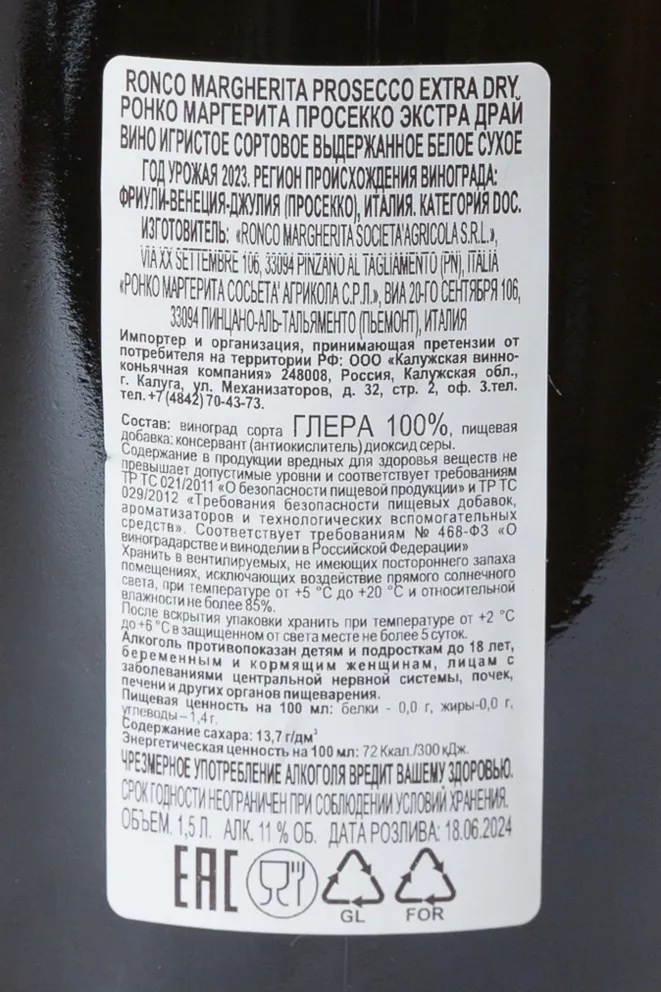 RONCO MARGHERITA PROSECCO EXTRA DRY
РОНКО МАРГЕРИТА ПРОСЕККО ЭКСТРА ДРАЙ
ВИНО ИГРИСТОЕ СОРТОВОЕ ВЫДЕРЖАННОЕ БЕЛОЕ СУХОЕ
ГОД УРОЖАЯ 2023. РЕГИОН ПРОИСХОЖДЕНИЯ ВИНОГРАДА:
ФРИУЛИ-ВЕНЕЦИЯ-ДЖУЛИЯ (ПРОСЕККО), ИТАЛИЯ. КАТЕГОРИЯ DOC.
ИЗГОТОВИТЕЛЬ: «RONCO MARGHERITA SOCIETA'AGRICOLA S.R.L.»,
VIA XX SETTEMBRE 106, 33094 PINZANO AL TAGLIAMENTO (PN), ITALIA
«РОНКО МАРГЕРИТА СОСЬЕТА' АГРИКОЛА С.Р.Л.», ВИА 20-ГО СЕНТЯБРЯ 106,
33094 ПИНЦАНО-АЛЬ-ТАЛЬЯМЕНТО (ПЬЕМОНТ), ИТАЛИЯ
Импортер и организация, принимающая претензии от
потребителя на территории РФ: ООО «Калужская винно-
коньячная компания» 248008, Россия, Калужская обл.,
г. Калуга, ул. Механизаторов, д. 32, стр. 2, оф. 3.тел.
тел.+7(4842)70-43-73.
Состав: виноград сорта ГЛЕРА 100%, пищевая
добавка: консервант (антиокислитель) диоксид серы.
Содержание в продукции вредных для здоровья веществ не
превышает допустимые уровни и соответствует требованиям
ТР ТС 021/2011 «О безопасности пищевой продукции» и ТР ТС
029/2012 «Требования безопасности пищевых добавок,
ароматизаторов и технологических вспомогательных
средств». Соответствует требованиям № 468-ФЗ «О
виноградарстве и виноделии в Российской Федерации»
Хранить в вентилируемых, не имеющих постороннего запаха
помещениях, исключающих воздействие прямого солнечного
света, при температуре от +5 °С до +20 °С и относительной
влажности не более 85%.
После вскрытия упаковки хранить при температуре от +2 °С
до +6 °С в защищенном от света месте не более 5 суток.
Алкоголь противопоказан детям и подросткам до 18 лет,
беременным и кормящим женщинам, лицам с
заболеваниями центральной нервной системы, почек,
печени и других органов пищеварения.
Пищевая ценность на 100 мл: белки - 0,0 г, жиры-0,0 г,
углеводы – 1,4 г.
Содержание сахара: 13,7 г/дм³
Энергетическая ценность на 100 мл: 72 Ккал./300 кДж.
ЧРЕЗМЕРНОЕ УПОТРЕБЛЕНИЕ АЛКОГОЛЯ ВРЕДИТ ВАШЕМУ ЗДОРОВЬЮ.
СРОК ГОДНОСТИ НЕОГРАНИЧЕН ПРИ СОБЛЮДЕНИИ УСЛОВИЙ ХРАНЕНИЯ.
ОБЪЕМ. 1,5 Л. АЛК. 11 % ОБ. ДАТА РОЗЛИВА: 18.06.2024
EAC
GL FOR